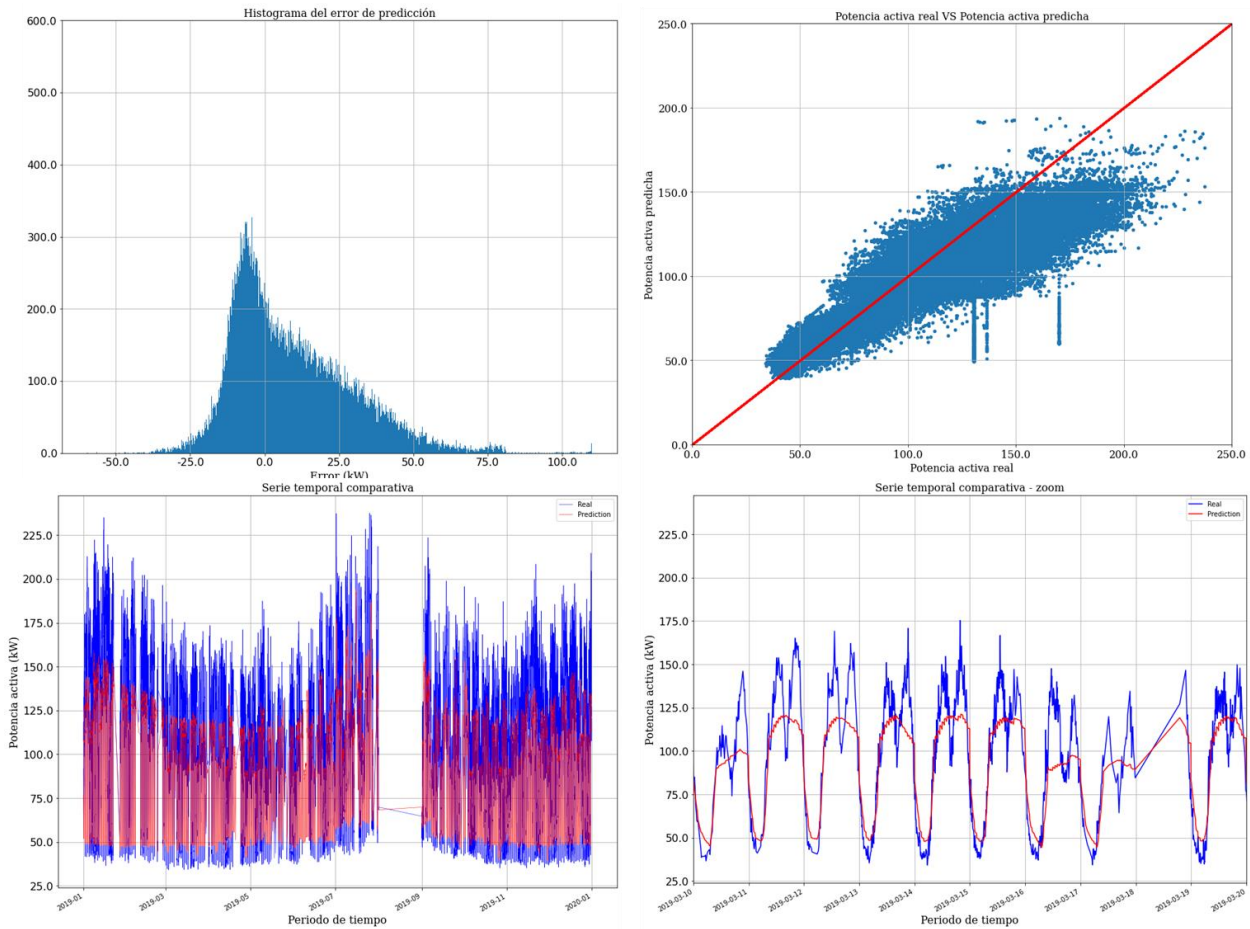 Histograma del error de predicción
600.0
500.0
400.0
300.0
200.0
100.0
0.0
-50.0 -25.0 0.0 25.0 50.0 75.0 100.0
Error (kW)
Potencia activa real VS Potencia activa predicha
Potencia activa predicha
250.0
200.0
150.0
100.0
50.0
0.0
0.0 50.0 100.0 150.0 200.0 250.0
Potencia activa real
Serie temporal comparativa
Real
Prediction
Potencia activa (kW)
225.0
200.0
175.0
150.0
125.0
100.0
75.0
50.0
25.0
2019-01 2019-03 2019-05 2019-07 2019-09 2019-11 2020-01
Periodo de tiempo
Serie temporal comparativa - zoom
Real
Prediction
Potencia activa (kW)
225.0
200.0
175.0
150.0
125.0
100.0
75.0
50.0
25.0
2019-03-10 2019-03-11 2019-03-12 2019-03-13 2019-03-14 2019-03-15 2019-03-16 2019-03-17 2019-03-18 2019-03-19 2019-03-20
Periodo de tiempo